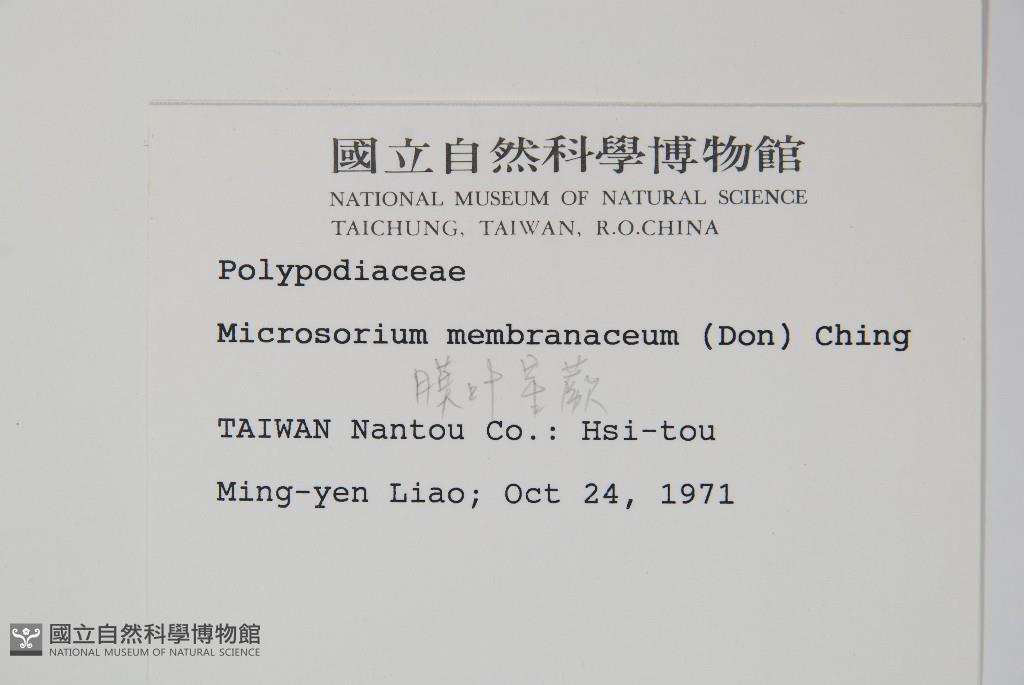 國立自然科學博物館
NATIONAL MUSEUM OF NATURAL SCIENCE
TAICHUNG, TAIWAN, R.O.CHINA
Polypodiaceae
Microsorium membranaceum (Don) Ching
膜叶星蕨
TAIWAN Nantou Co.: Hsi-tou
Ming-yen Liao; Oct 24, 1971
國立自然科學博物館
NATIONAL MUSEUM OF NATURAL SCIENCE